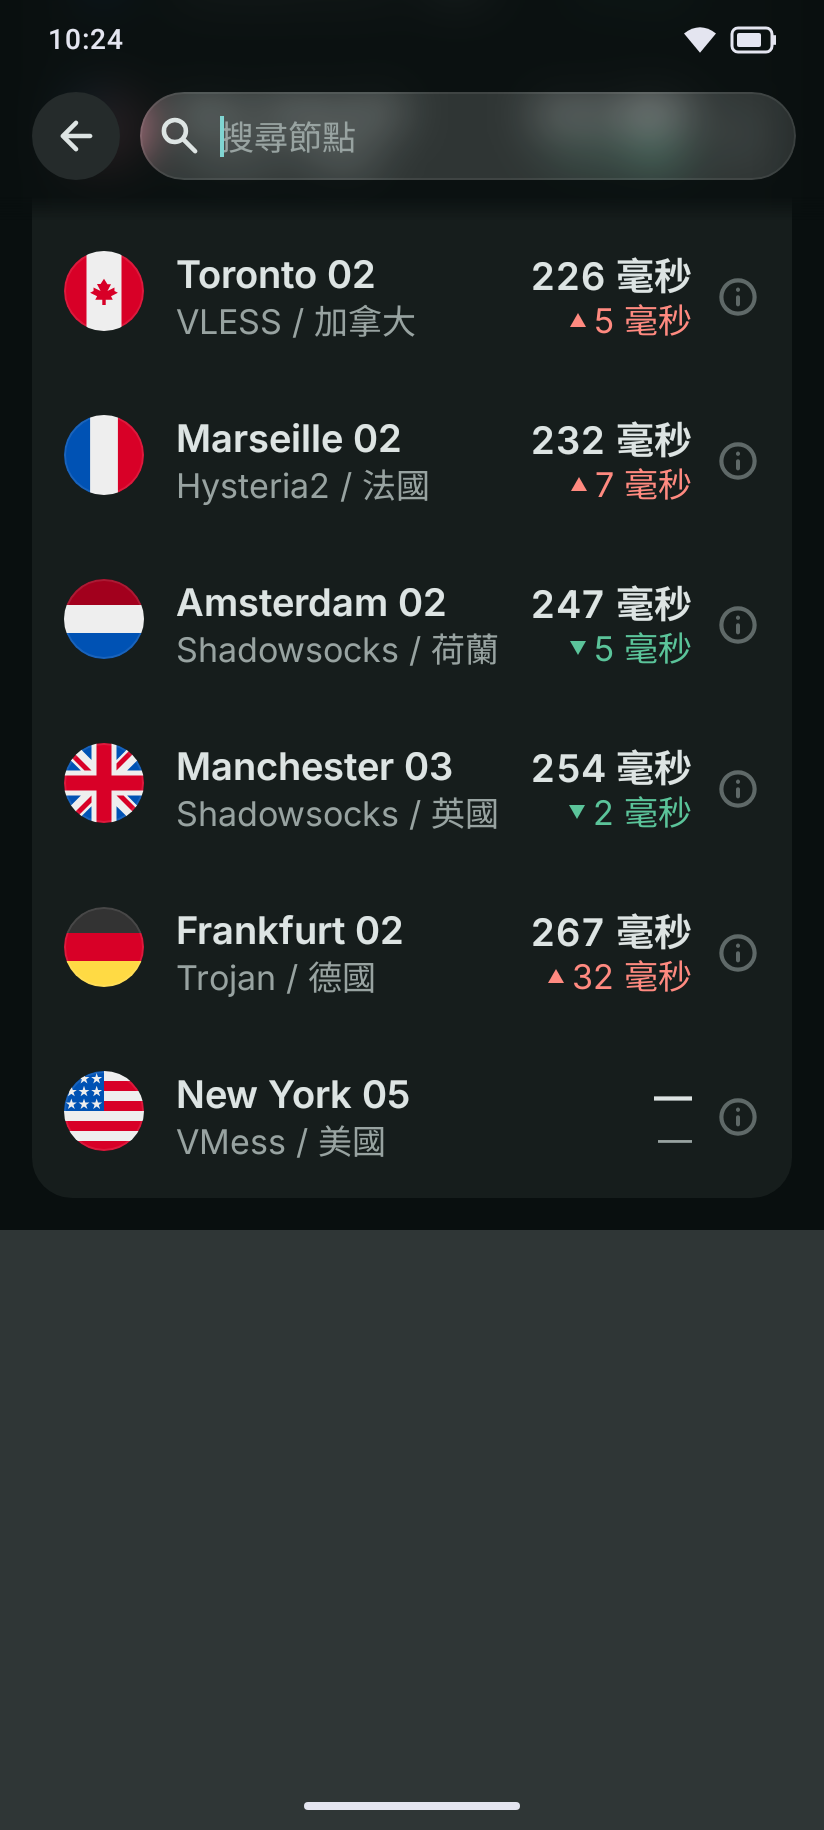 10:24
搜尋節點
Toronto 02
226 毫秒
VLESS / 加拿大
▲5 毫秒
Marseille 02
232 毫秒
Hysteria2 / 法國
▲7 毫秒
Amsterdam 02
247 毫秒
Shadowsocks / 荷蘭
▼5 毫秒
Manchester 03
254 毫秒
Shadowsocks / 英國
▼2 毫秒
Frankfurt 02
267 毫秒
Trojan / 德國
▲32 毫秒
New York 05
—
VMess / 美國
—